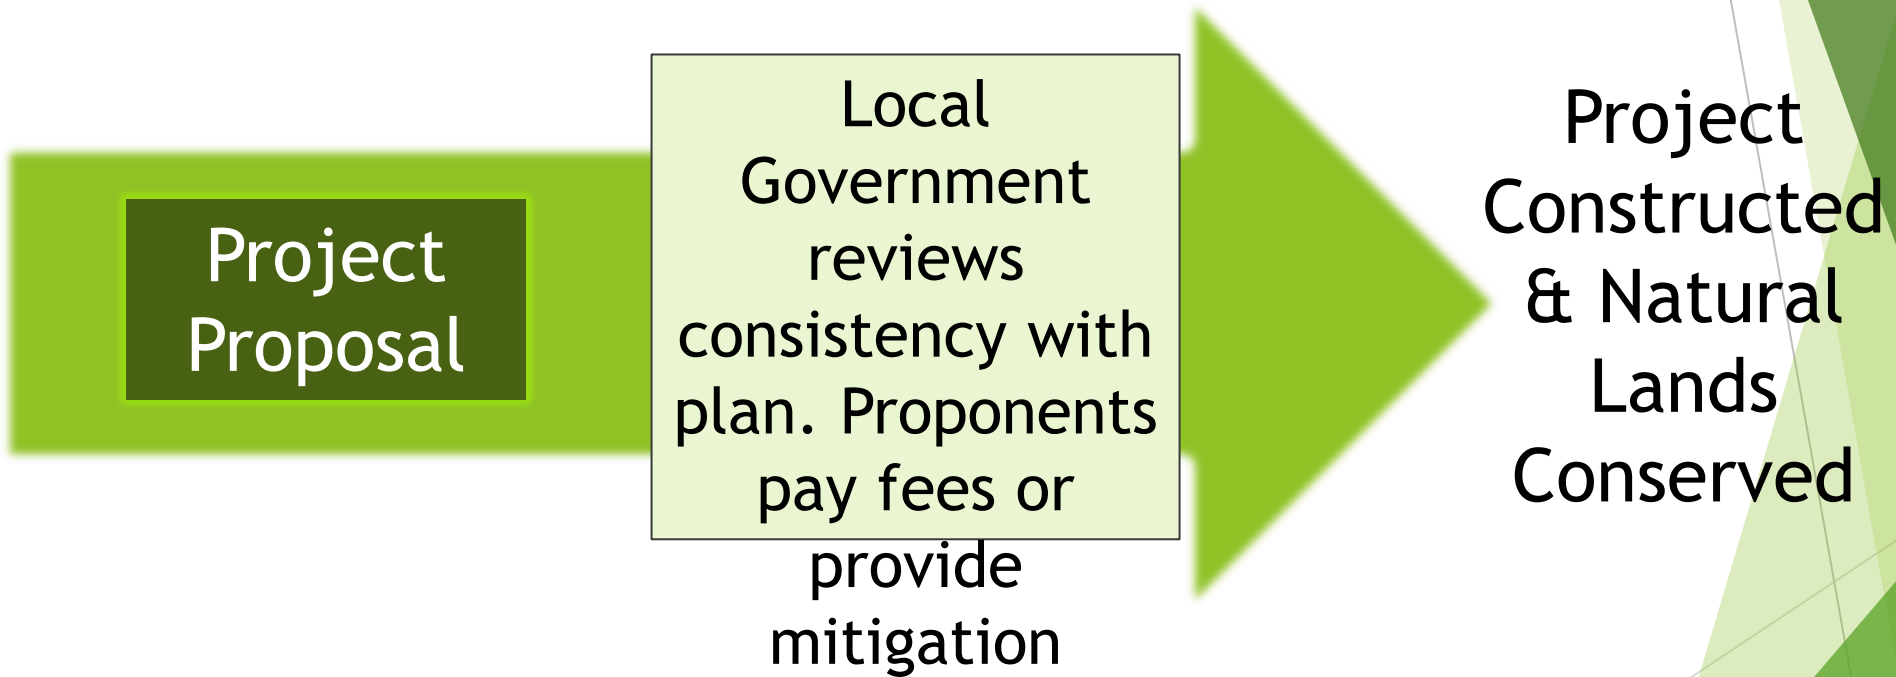 Project
Proposal
Local
Government
reviews
consistency with
plan. Proponents
pay fees or
provide
mitigation
Project
Constructed
& Natural
Lands
Conserved